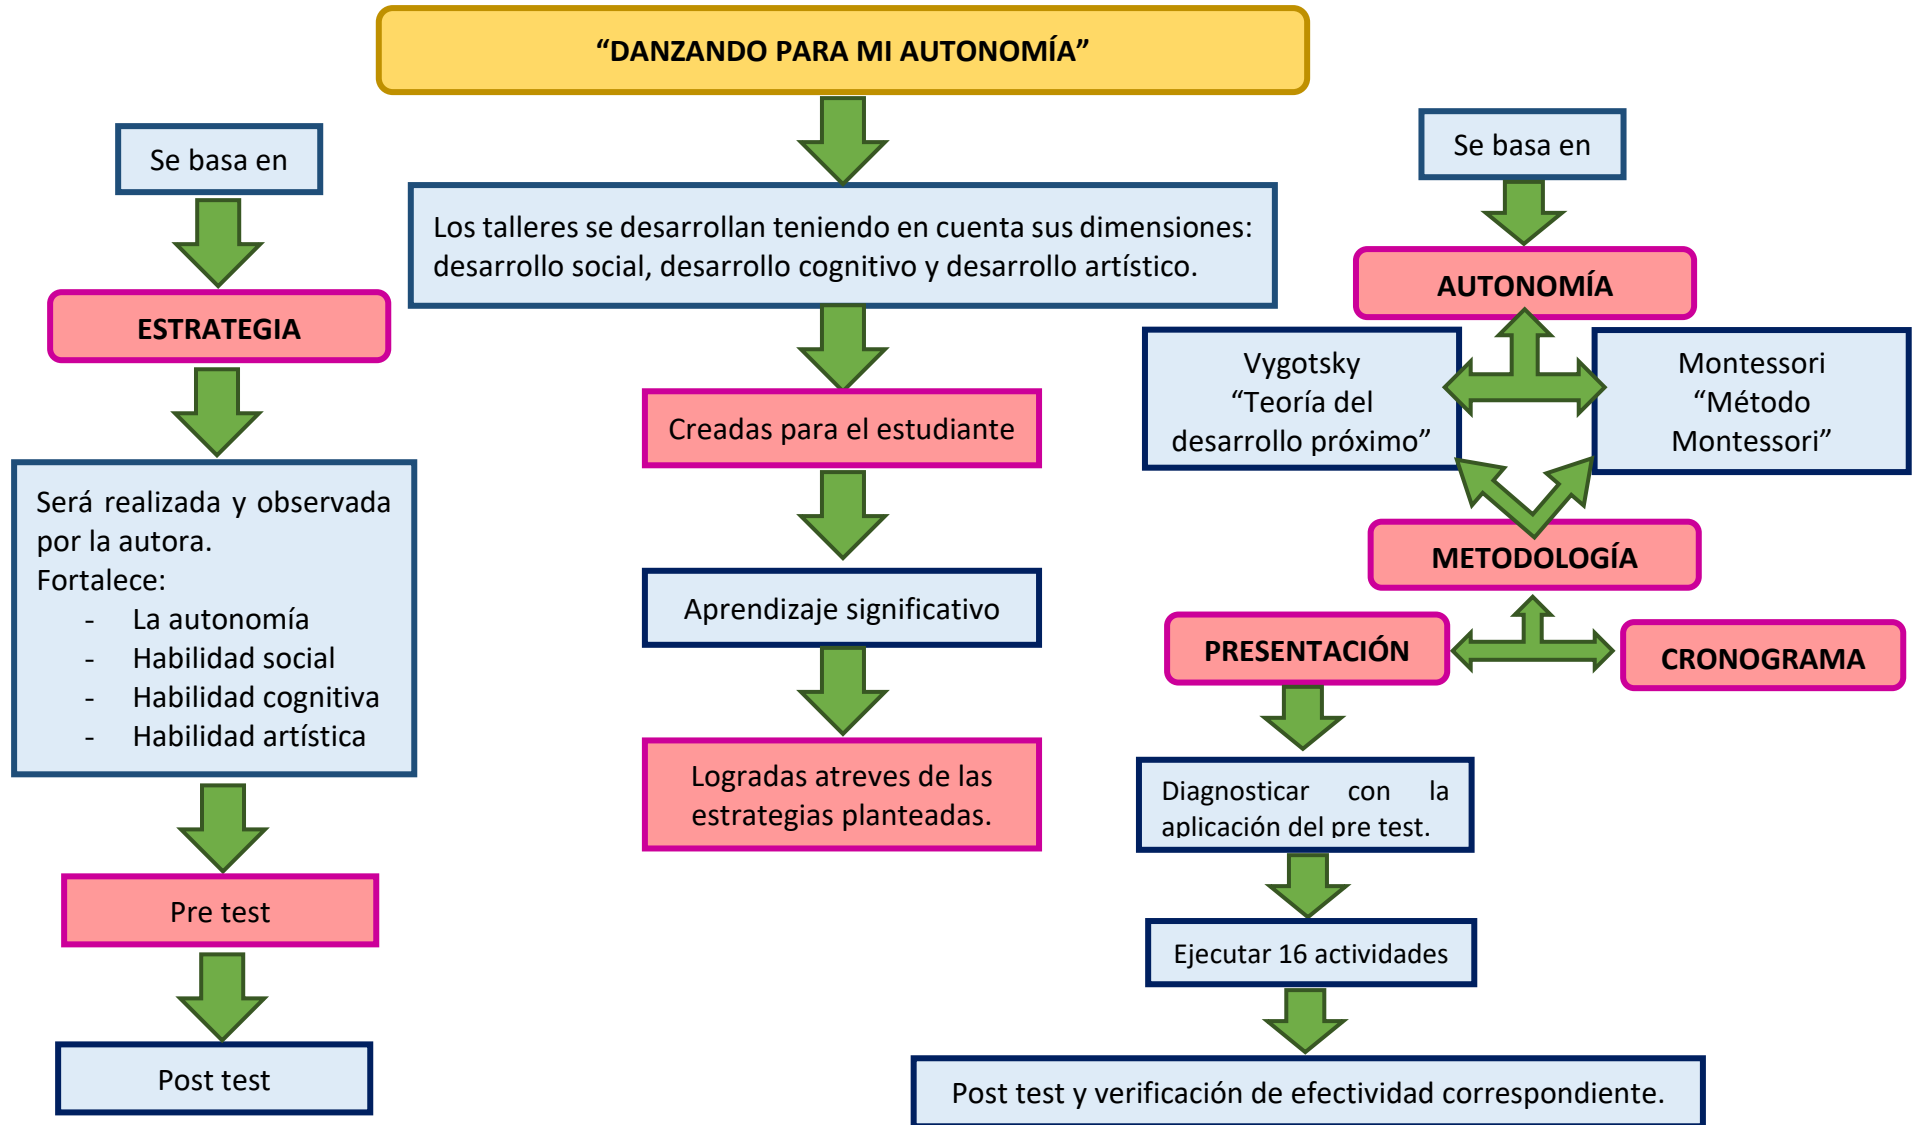 “DANZANDO PARA MI AUTONOMÍA”
Se basa en
ESTRATEGIA
Será realizada y observada
por la autora.
Fortalece:
- La autonomía
- Habilidad social
- Habilidad cognitiva
- Habilidad artística
Pre test
Post test
Los talleres se desarrollan teniendo en cuenta sus dimensiones:
desarrollo social, desarrollo cognitivo y desarrollo artístico.
Creadas para el estudiante
Aprendizaje significativo
Logradas atreves de las
estrategias planteadas.
Se basa en
AUTONOMÍA
Vygotsky
“Teoría del
desarrollo próximo”
Montessori
“Método
Montessori”
METODOLOGÍA
PRESENTACIÓN
CRONOGRAMA
Diagnosticar con la
aplicación del pre test.
Ejecutar 16 actividades
Post test y verificación de efectividad correspondiente.